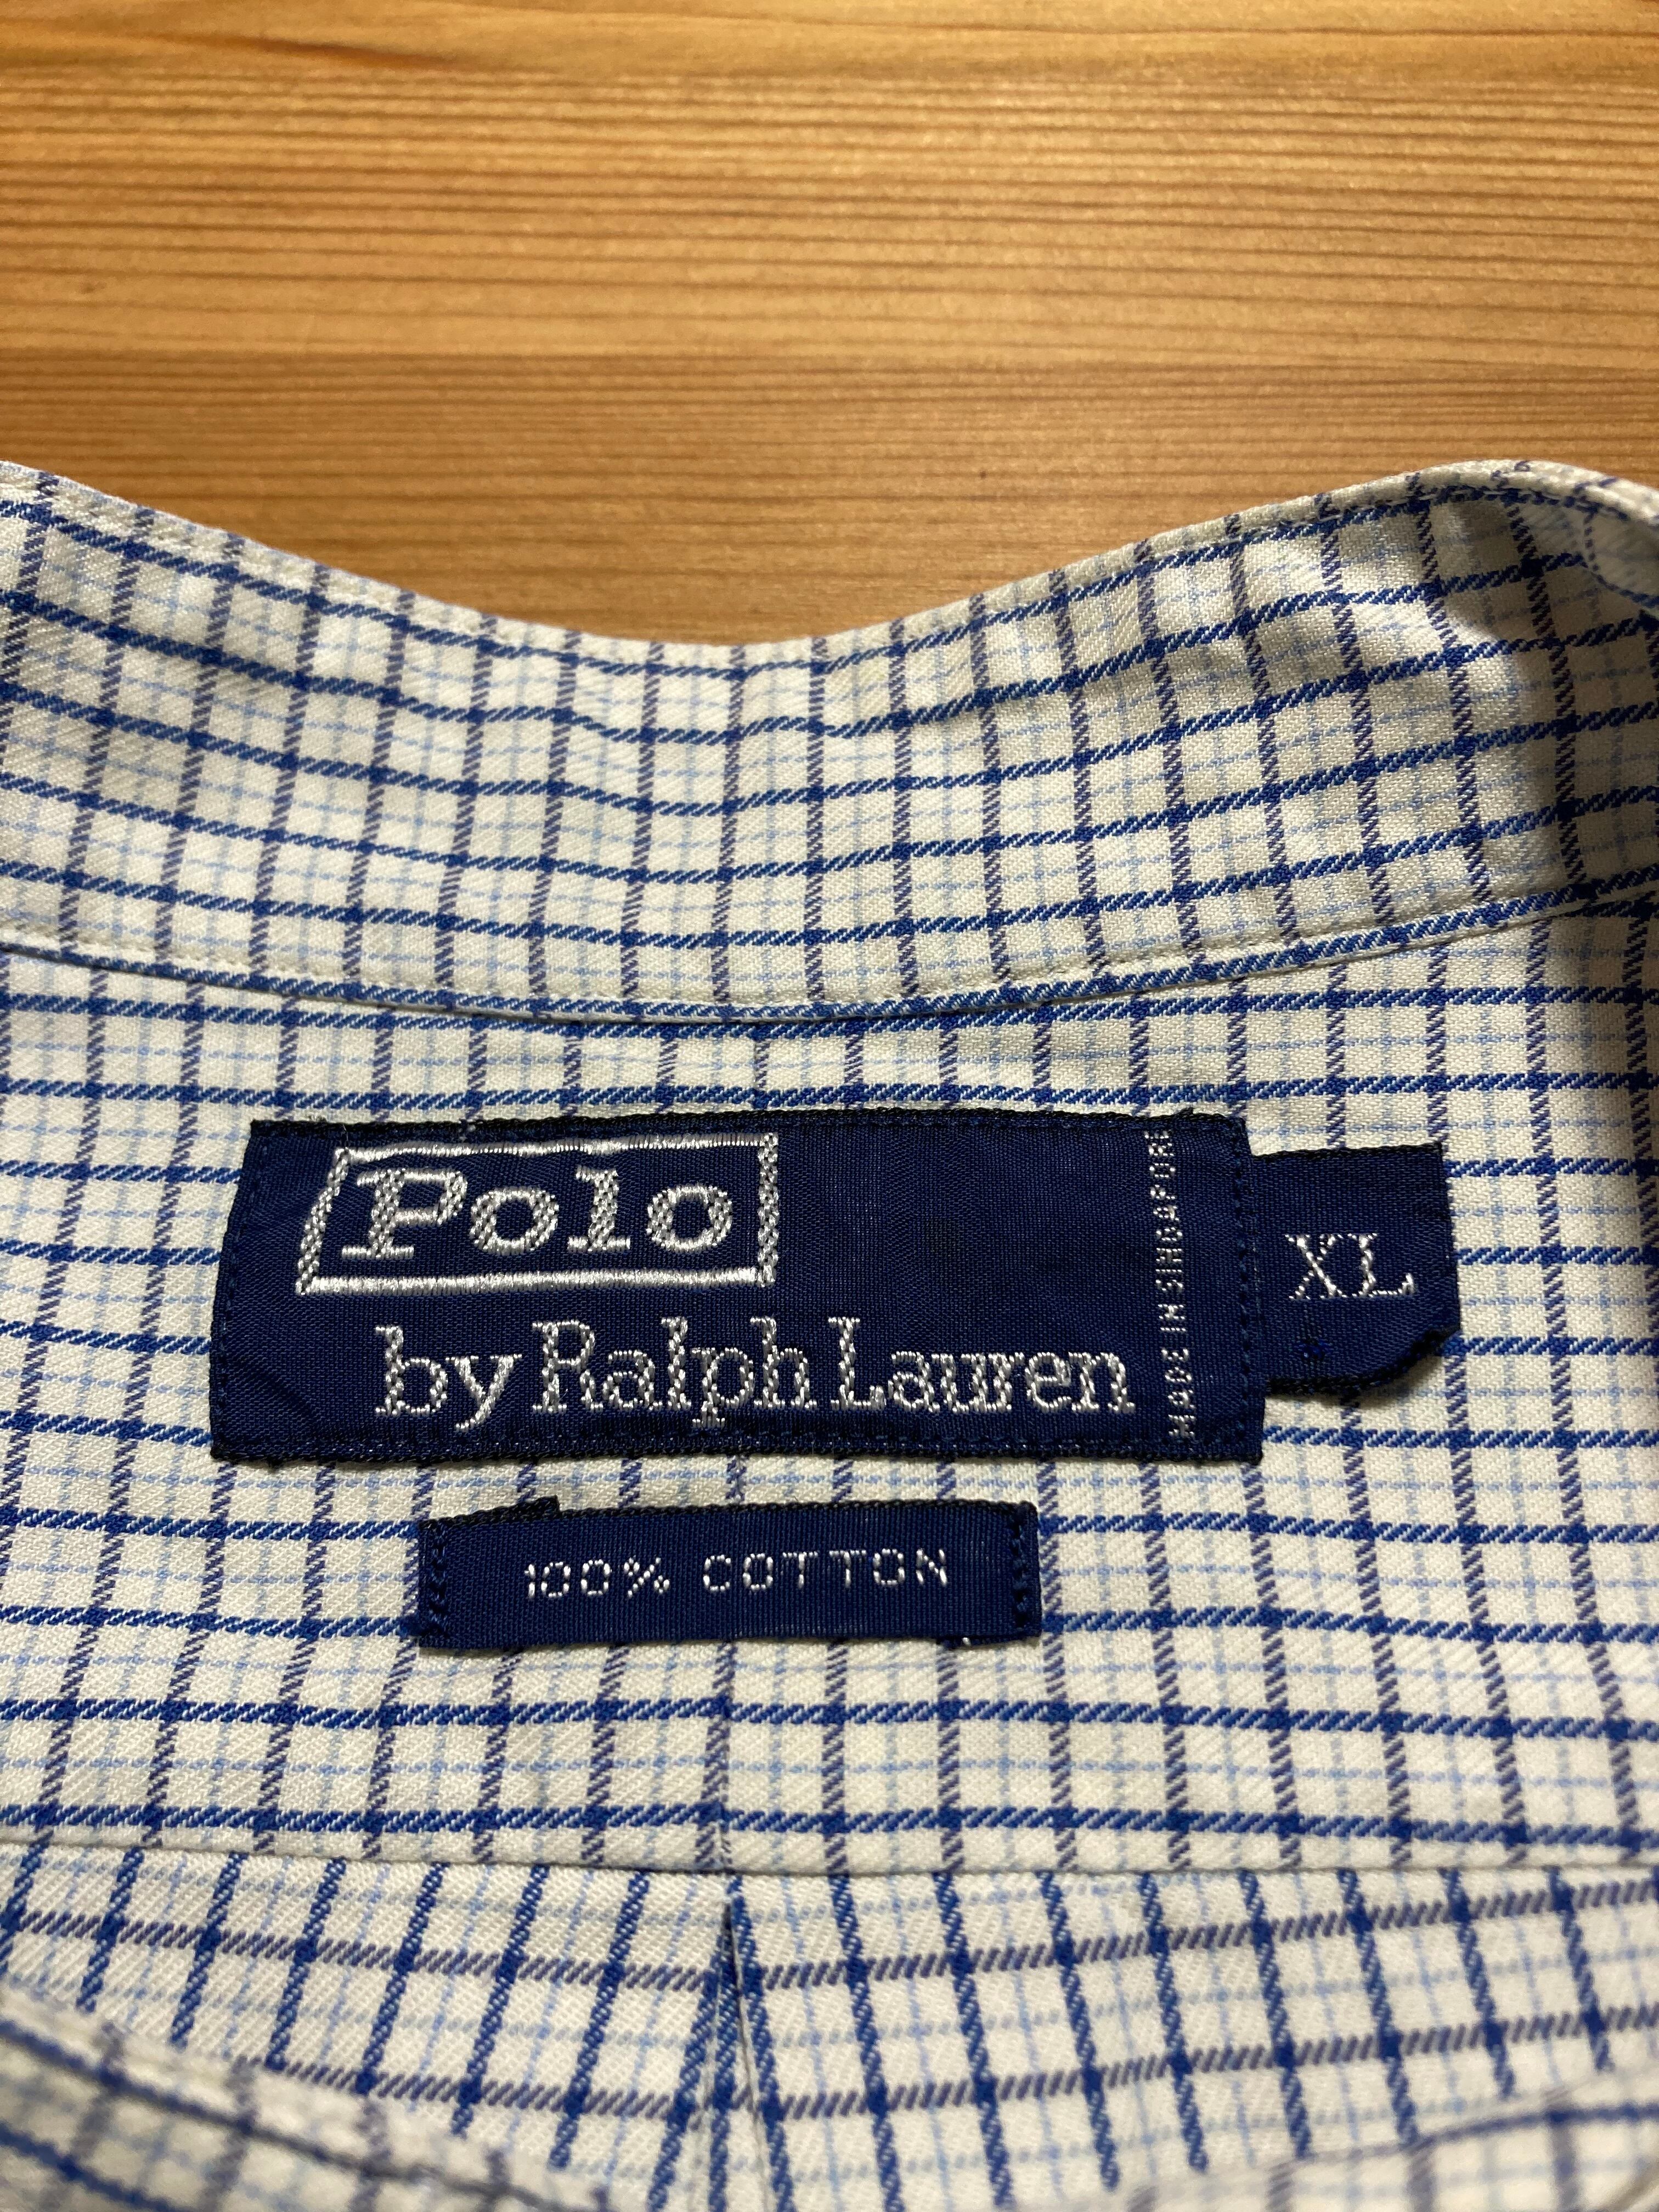 Polo
by Ralph Lauren
MADE IN SINGAPORE
XL
100% COTTON